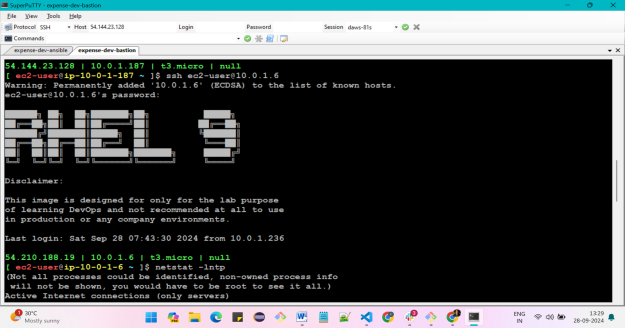 SuperPuTTY - expense-dev-bastion
File View Tools Help
Protocol SSH Host 54.144.23.128 Login Password Session daws-81s
Commands
expense-dev-ansible expense-dev-bastion
54.144.23.128 | 10.0.1.187 | t3.micro | null
[ ec2-user@ip-10-0-1-187 ~ ]$ ssh ec2-user@10.0.1.6
Warning: Permanently added '10.0.1.6' (ECDSA) to the list of known hosts.
ec2-user@10.0.1.6's password:
RHEL 9
Disclaimer:
This image is designed for only for the lab purpose
of learning DevOps and not recommended at all to use
in production or any company environments.
Last login: Sat Sep 28 07:43:30 2024 from 10.0.1.236
54.210.188.19 | 10.0.1.6 | t3.micro | null
[ ec2-user@ip-10-0-1-6 ~ ]$ netstat -lntp
(Not all processes could be identified, non-owned process info
will not be shown, you would have to be root to see it all.)
Active Internet connections (only servers)
30°C
Mostly sunny
ENG
IN
13:29
28-09-2024